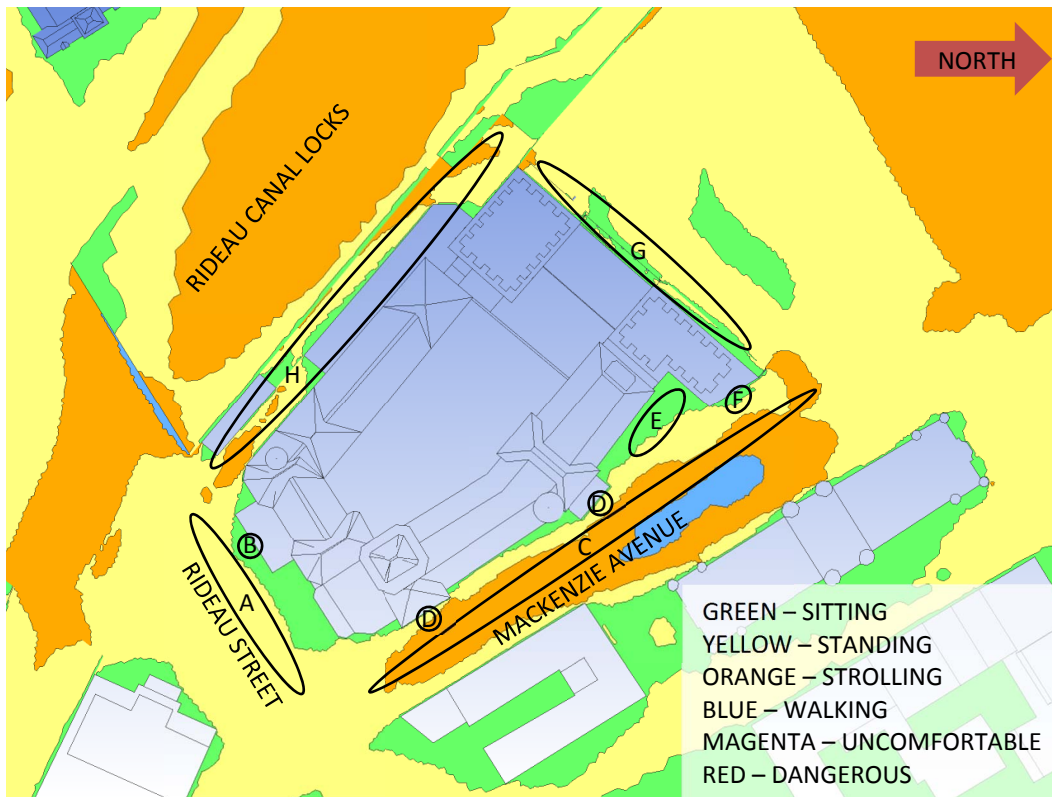 NORTH
RIDEAU CANAL LOCKS
G
H
F
E
D
B
C
A
D
RIDEAU STREET
MACKENZIE AVENUE
GREEN – SITTING
YELLOW – STANDING
ORANGE – STROLLING
BLUE – WALKING
MAGENTA – UNCOMFORTABLE
RED – DANGEROUS